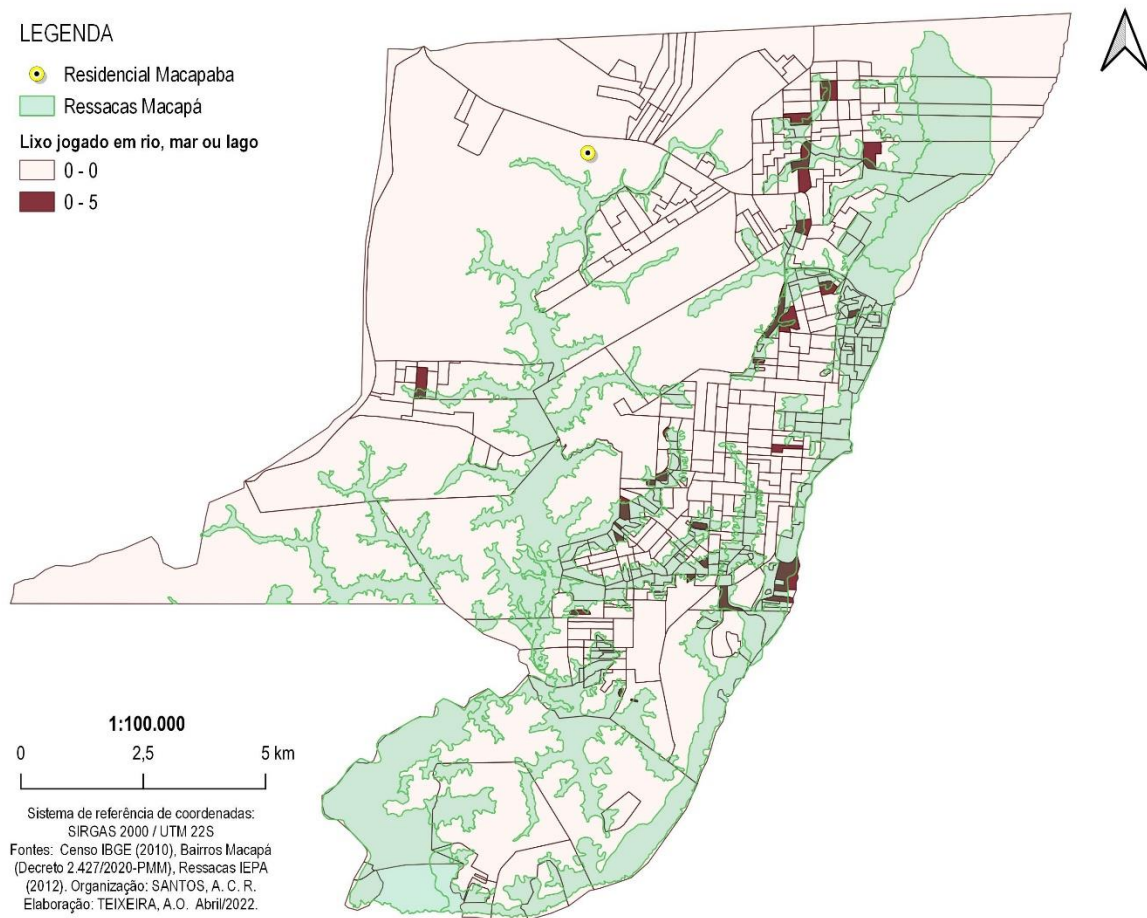 LEGENDA
Residencial Macapaba
Ressacas Macapá
Lixo jogado em rio, mar ou lago
0 - 0
0 - 5
1:100.000
0 2,5 5 km
Sistema de referência de coordenadas:
SIRGAS 2000 / UTM 22S
Fontes: Censo IBGE (2010), Bairros Macapá
(Decreto 2.427/2020-PMM), Ressacas IEPA
(2012). Organização: SANTOS, A. C. R.
Elaboração: TEIXEIRA, A.O. Abril/2022.